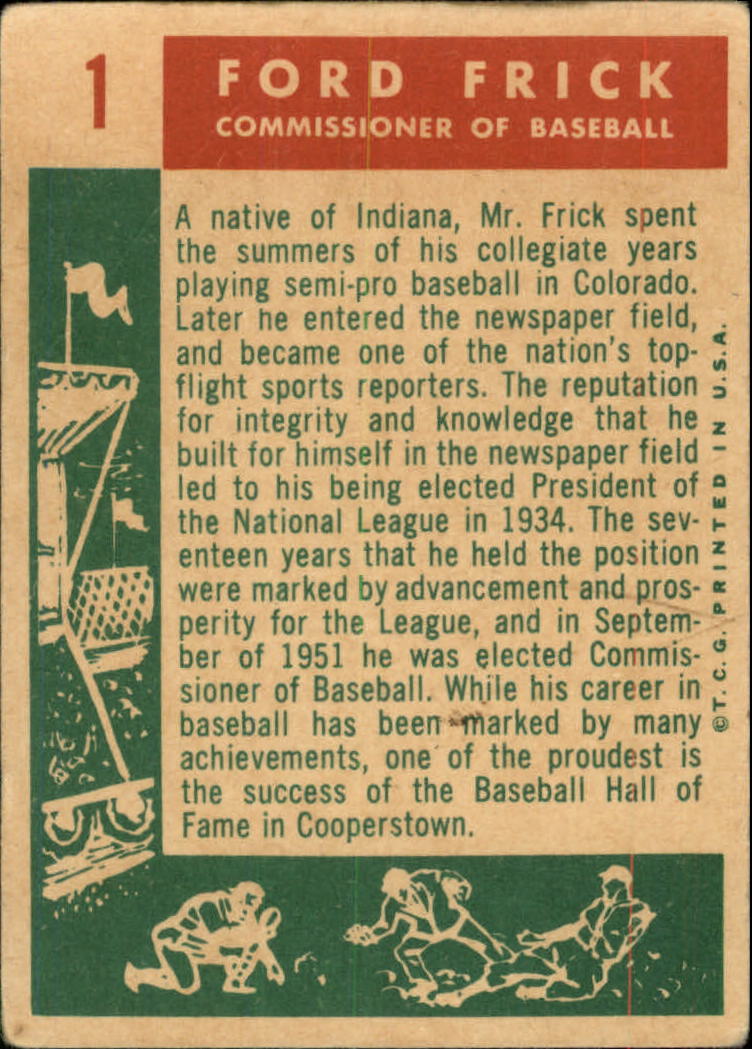 1
FORD FRICK
COMMISSIONER OF BASEBALL
A native of Indiana, Mr. Frick spent
the summers of his collegiate years
playing semi-pro baseball in Colorado.
Later he entered the newspaper field,
and became one of the nation's top-
flight sports reporters. The reputation
for integrity and knowledge that he
built for himself in the newspaper field
led to his being elected President of
the National League in 1934. The sev-
enteen years that he held the position
were marked by advancement and pros-
perity for the League, and in Septem-
ber of 1951 he was elected Commis-
sioner of Baseball. While his career in
baseball has been marked by many
achievements, one of the proudest is
the success of the Baseball Hall of
Fame in Cooperstown.
©T. C. G. PRINTED IN U. S. A.